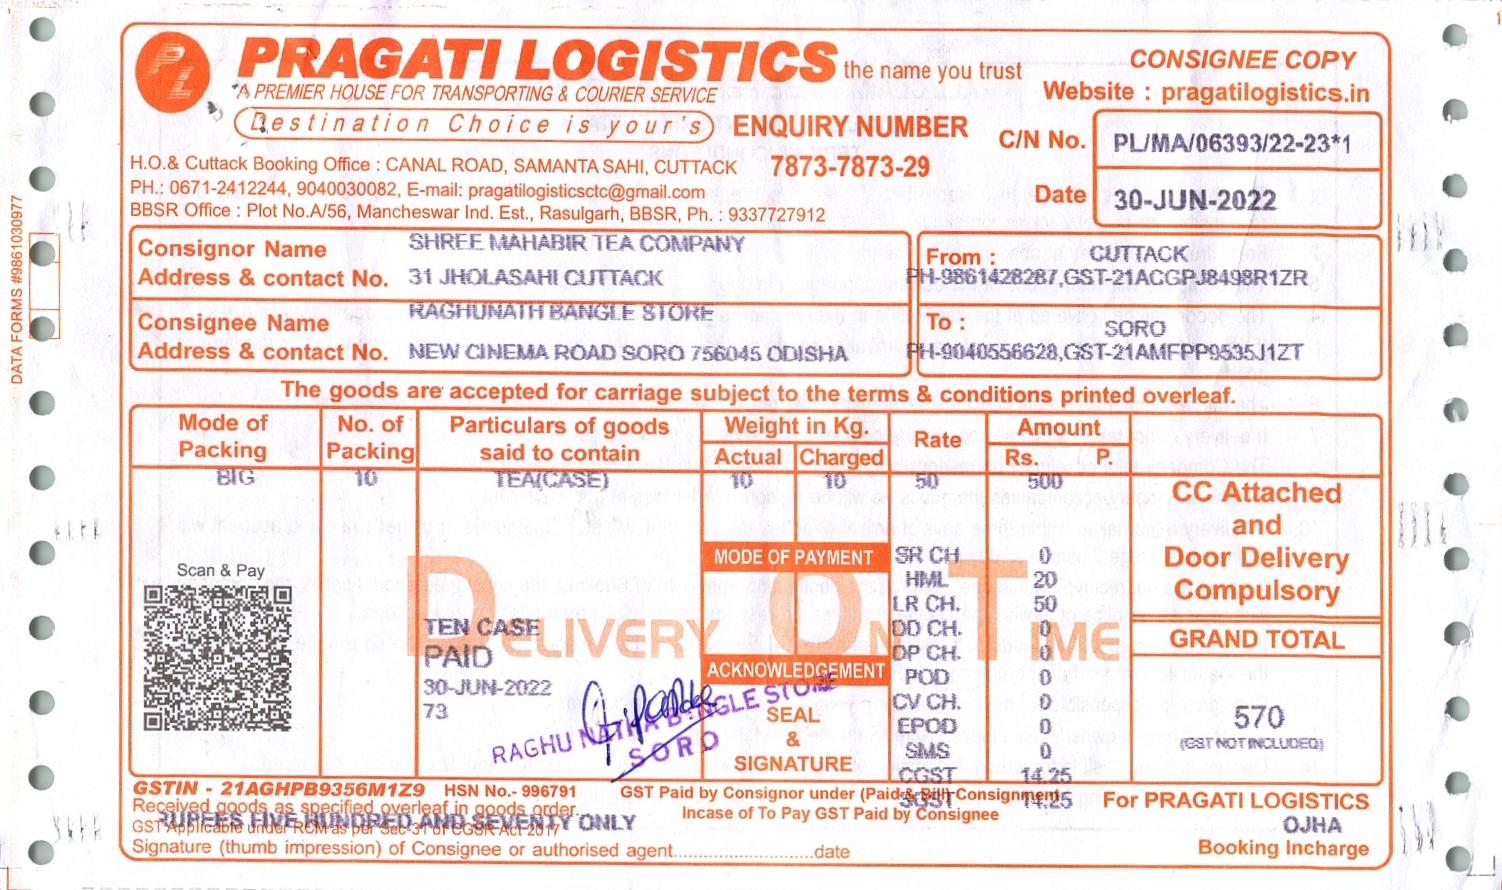 PRAGATI LOGISTICS the name you trust
"A PREMIER HOUSE FOR TRANSPORTING & COURIER SERVICE
Destination Choice is your's
ENQUIRY NUMBER
7873-7873-29
CONSIGNEE COPY
Website : pragatilogistics.in
C/N No. PL/MA/06393/22-23*1
Date 30-JUN-2022
H.O.& Cuttack Booking Office : CANAL ROAD, SAMANTA SAHI, CUTTACK
PH.: 0671-2412244, 9040030082, E-mail: pragatilogisticsctc@gmail.com
BBSR Office : Plot No.A/56, Mancheswar Ind. Est., Rasulgarh, BBSR, Ph. : 9337727912
DATA FORMS #9861030977
Consignor Name SHREE MAHABIR TEA COMPANY
Address & contact No. 31 JHOLASAHI CUTTACK
From : CUTTACK
PH-9861428287,GST-21ACGPJ8498R1ZR
Consignee Name RAGHUNATH BANGLE STORE
Address & contact No. NEW CINEMA ROAD SORO 756045 ODISHA
To : SORO
PH-9040556628,GST-21AMFPP9535J1ZT
The goods are accepted for carriage subject to the terms & conditions printed overleaf.
Mode of Packing No. of Packing Particulars of goods said to contain Weight in Kg. Actual Charged Rate Amount Rs. P.
BIG 10 TEA(CASE) 10 10 50 500
CC Attached
and
Door Delivery
Compulsory
MODE OF PAYMENT
SR CH 0
HML 20
LR CH. 50
DD CH. 0
DP CH. 0
POD 0
CV CH. 0
EPOD 0
SMS 0
CGST 14.25
SGST 14.25
Scan & Pay
DELIVERY ON TIME
TEN CASE
PAID
30-JUN-2022
73
ACKNOWLEDGEMENT
SEAL
&
SIGNATURE
RAGHU NATHA BANGLE STORE
SORO
GRAND TOTAL
570
(GST NOT INCLUDED)
GSTIN - 21AGHPB9356M1Z9 HSN No.- 996791
GST Paid by Consignor under (Paid & Bill) Consignment
Incase of To Pay GST Paid by Consignee
Received goods as specified overleaf in goods order
RUPEES FIVE HUNDRED AND SEVENTY ONLY
GST Applicable under RCM as per Sec-31 of CGSR Act-2017
Signature (thumb impression) of Consignee or authorised agent..........................date
For PRAGATI LOGISTICS
OJHA
Booking Incharge